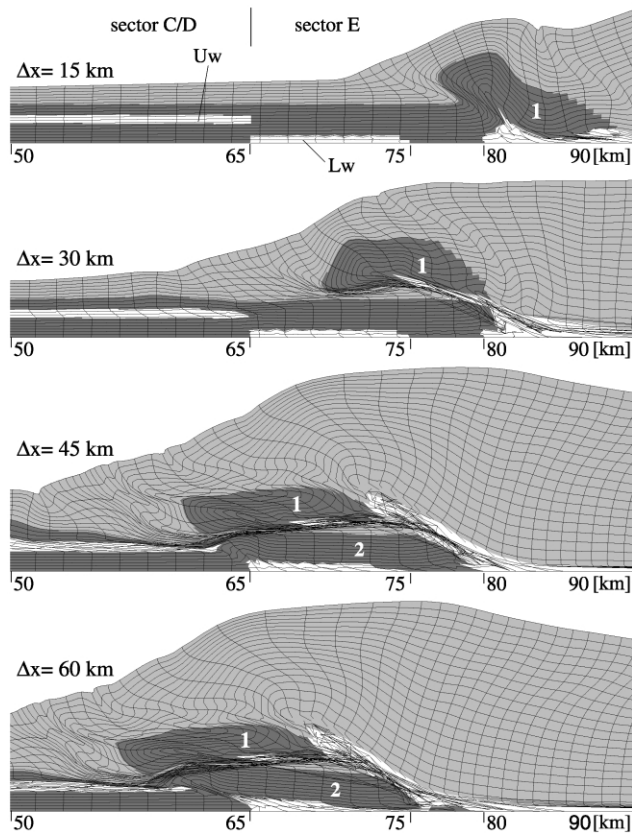 sector C/D sector E
Δx = 15 km
Uw
1
50 65 75 80 90 [km]
Lw
Δx= 30 km
1
50 65 75 80 90 [km]
Δx = 45 km
1
2
50 65 75 80 90 [km]
Δx= 60 km
1
2
50 65 75 80 90 [km]